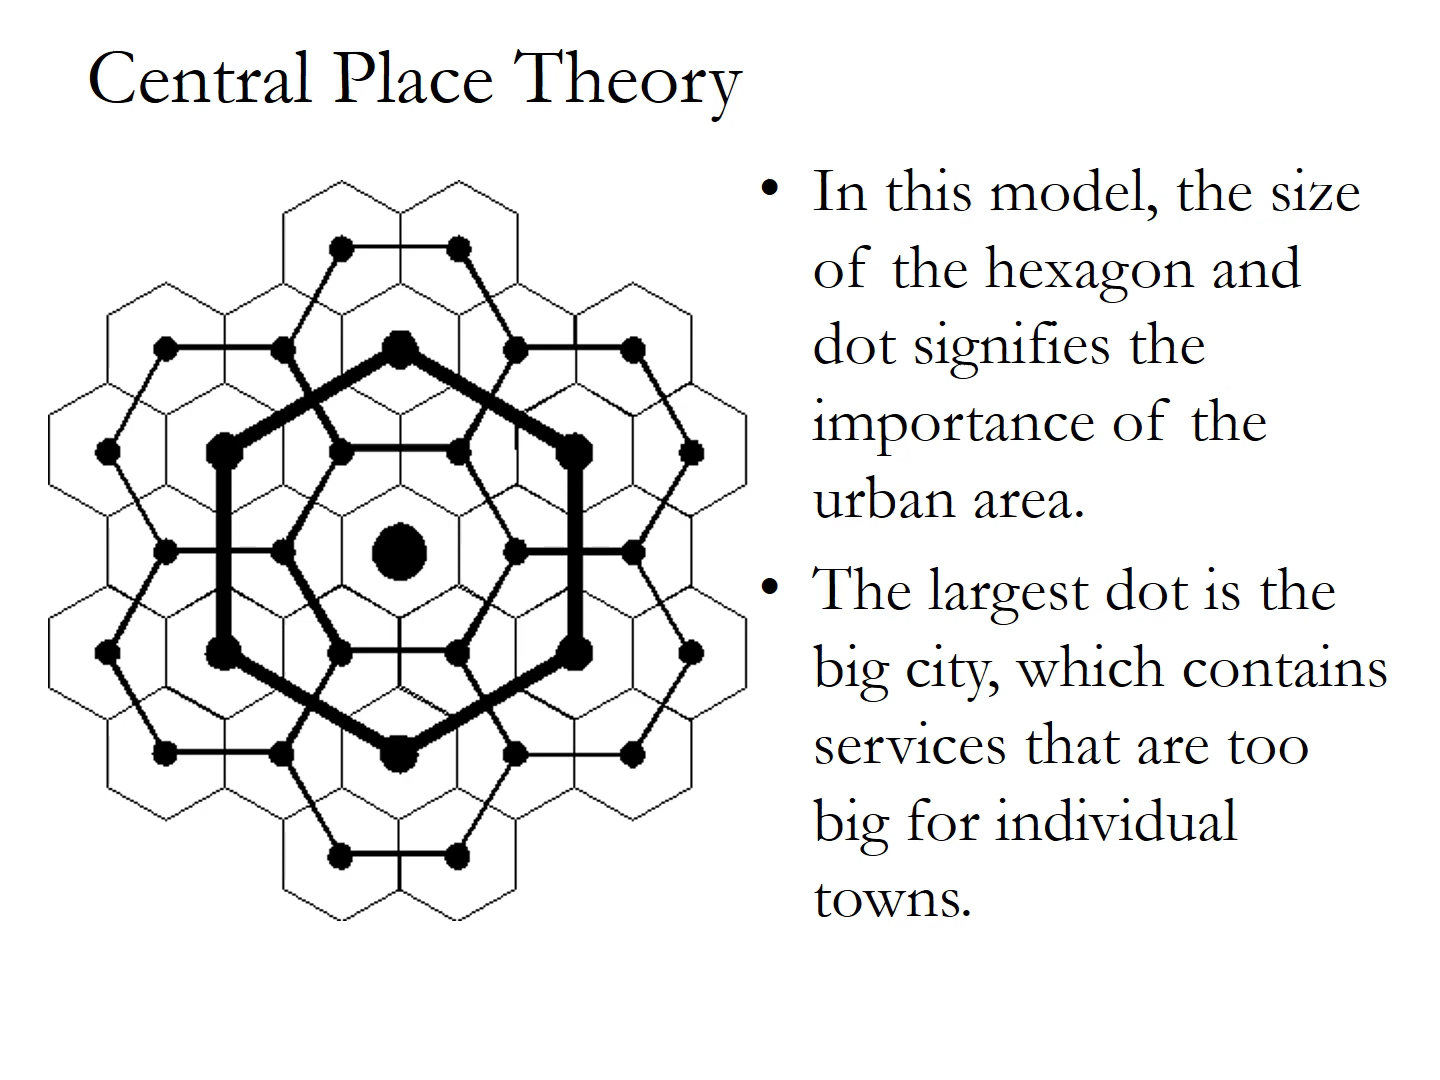 Central Place Theory
• In this model, the size
of the hexagon and
dot signifies the
importance of the
urban area.
• The largest dot is the
big city, which contains
services that are too
big for individual
towns.